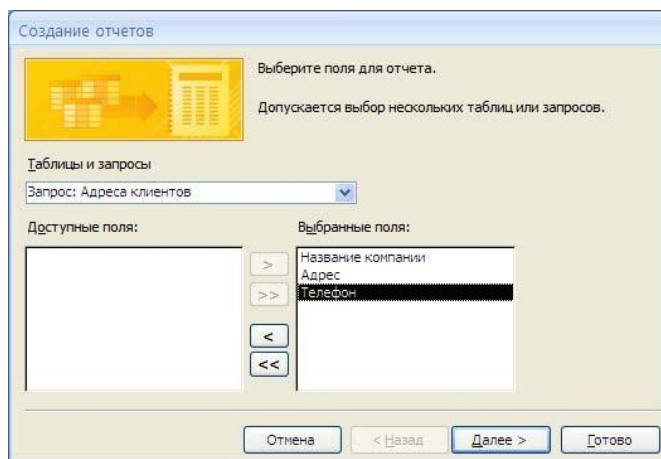 Создание отчетов
Выберите поля для отчета.
Допускается выбор нескольких таблиц или запросов.
Таблицы и запросы
Запрос: Адреса клиентов
Доступные поля:
Выбранные поля:
>
>>
<
<<
Название компании
Адрес
Телефон
Отмена
< Назад
Далее >
Готово